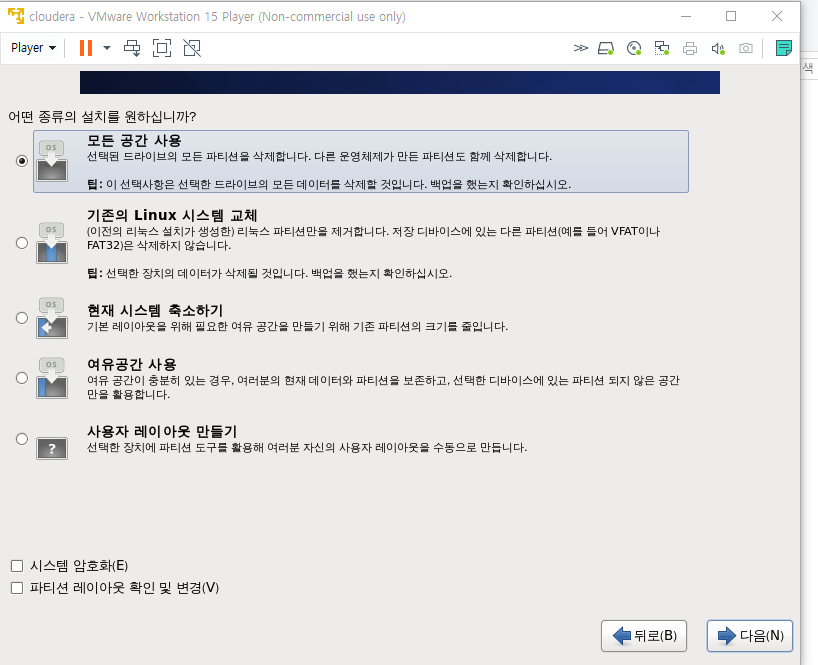 cloudera - VMware Workstation 15 Player (Non-commercial use only)
Player
색
어떤 종류의 설치를 원하십니까?
OS
모든 공간 사용
선택된 드라이브의 모든 파티션을 삭제합니다. 다른 운영체제가 만든 파티션도 함께 삭제합니다.
팁: 이 선택사항은 선택한 드라이브의 모든 데이터를 삭제할 것입니다. 백업을 했는지 확인하십시오.
OS
기존의 Linux 시스템 교체
(이전의 리눅스 설치가 생성한) 리눅스 파티션만을 제거합니다. 저장 디바이스에 있는 다른 파티션(예를 들어 VFAT이나
FAT32)은 삭제하지 않습니다.
팁: 선택한 장치의 데이터가 삭제될 것입니다. 백업을 했는지 확인하십시오.
OS
현재 시스템 축소하기
기본 레이아웃을 위해 필요한 여유 공간을 만들기 위해 기존 파티션의 크기를 줄입니다.
OS
여유공간 사용
여유 공간이 충분히 있는 경우, 여러분의 현재 데이터와 파티션을 보존하고, 선택한 디바이스에 있는 파티션 되지 않은 공간
만을 활용합니다.
?
사용자 레이아웃 만들기
선택한 장치에 파티션 도구를 활용해 여러분 자신의 사용자 레이아웃을 수동으로 만듭니다.
시스템 암호화(E)
파티션 레이아웃 확인 및 변경(V)
뒤로(B)
다음(N)